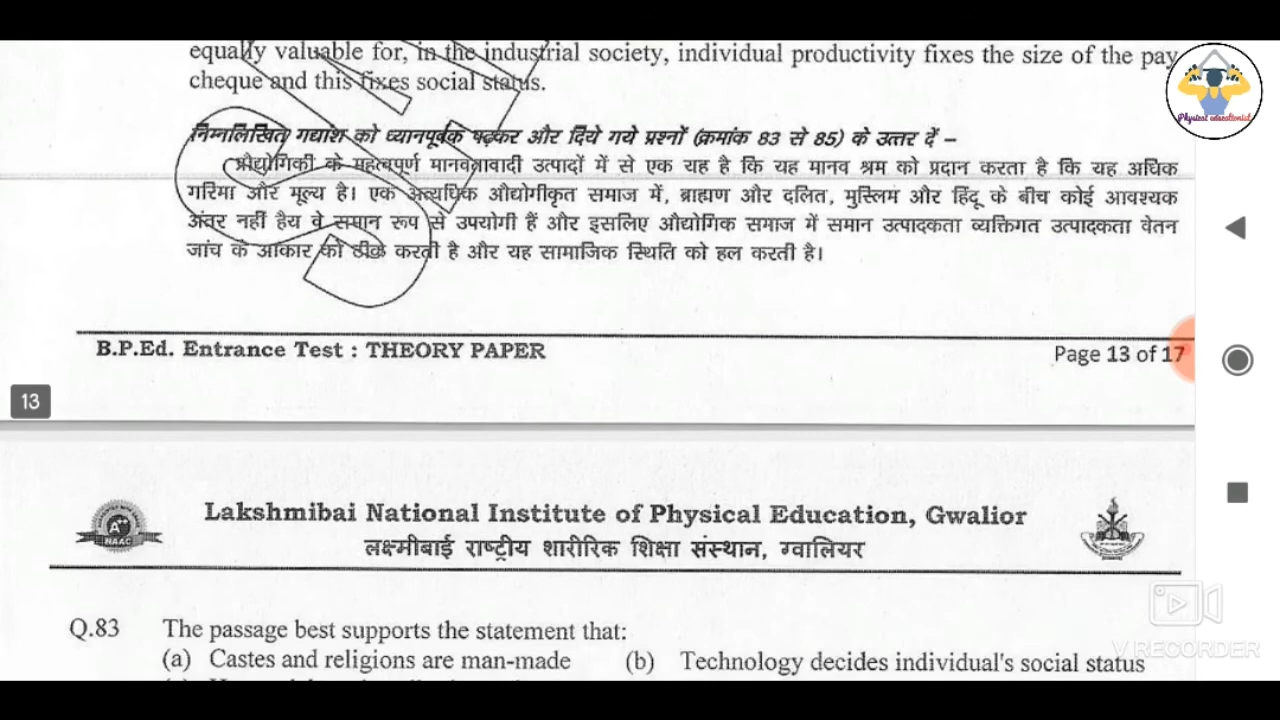 equally valuable for, in the industrial society, individual productivity fixes the size of the pay
cheque and this fixes social status.
निम्नलिखित गद्यांश को ध्यानपूर्वक पढ़कर और दिये गये प्रश्नों (क्रमांक 83 से 85) के उत्तर दें –
प्रौद्योगिकी के महत्वपूर्ण मानवतावादी उत्पादों में से एक यह है कि यह मानव श्रम को प्रदान करता है कि यह अधिक
गरिमा और मूल्य है। एक अत्यधिक औद्योगीकृत समाज में, ब्राह्मण और दलित, मुस्लिम और हिंदू के बीच कोई आवश्यक
अंतर नहीं हैय वे समान रूप से उपयोगी हैं और इसलिए औद्योगिक समाज में समान उत्पादकता व्यक्तिगत उत्पादकता वेतन
जांच के आकार को ठीक करती है और यह सामाजिक स्थिति को हल करती है।
B.P.Ed. Entrance Test : THEORY PAPER
Page 13 of 17
13
Lakshmibai National Institute of Physical Education, Gwalior
लक्ष्मीबाई राष्ट्रीय शारीरिक शिक्षा संस्थान, ग्वालियर
A++
NAAC
Q.83 The passage best supports the statement that:
(a) Castes and religions are man-made (b) Technology decides individual's social status
Physical educationist
V RECORDER